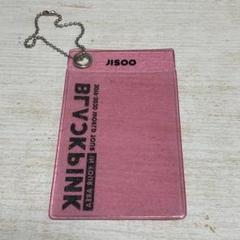 JISOO
2019-2020 WORLD TOUR
BLACKPINK
IN YOUR AREA